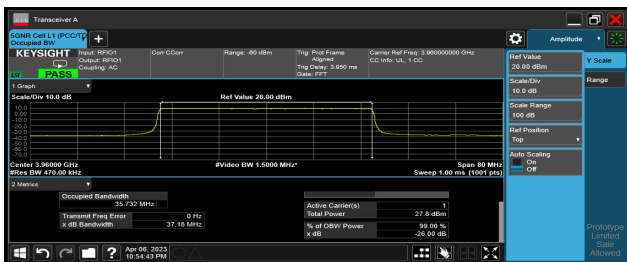 Transceiver A
5GNR Cell L1 (PCC/TD
Occupied BW
Amplitude
KEYSIGHT
Input: RFIO1
Output: RFIO1
Coupling: AC
Corr CCorr
Range: -60 dBm
Trig: Prot Frame
Aligned
Trig Delay: 3.950 ms
Gate: FFT
Carrier Ref Freq: 3.960000000 GHz
CC Info: UL, 1 CC
PASS
Ref Value
20.00 dBm
Y Scale
Scale/Div
10.0 dB
Range
Scale Range
100 dB
Ref Position
Top
Auto Scaling
On
Off
1 Graph
Scale/Div 10.0 dB
Ref Value 20.00 dBm
10.0
0.00
-10.0
-20.0
-30.0
-40.0
-50.0
-60.0
-70.0
Center 3.96000 GHz
#Video BW 1.5000 MHz*
Span 80 MHz
#Res BW 470.00 kHz
Sweep 1.00 ms (1001 pts)
2 Metrics
Occupied Bandwidth
35.732 MHz
Active Carrier(s) 1
Total Power 27.8 dBm
Transmit Freq Error 0 Hz
x dB Bandwidth 37.18 MHz
% of OBW Power 99.00 %
x dB -26.00 dB
Prototype
Limited
Sale
Allowed
Apr 06, 2023
10:54:43 PM